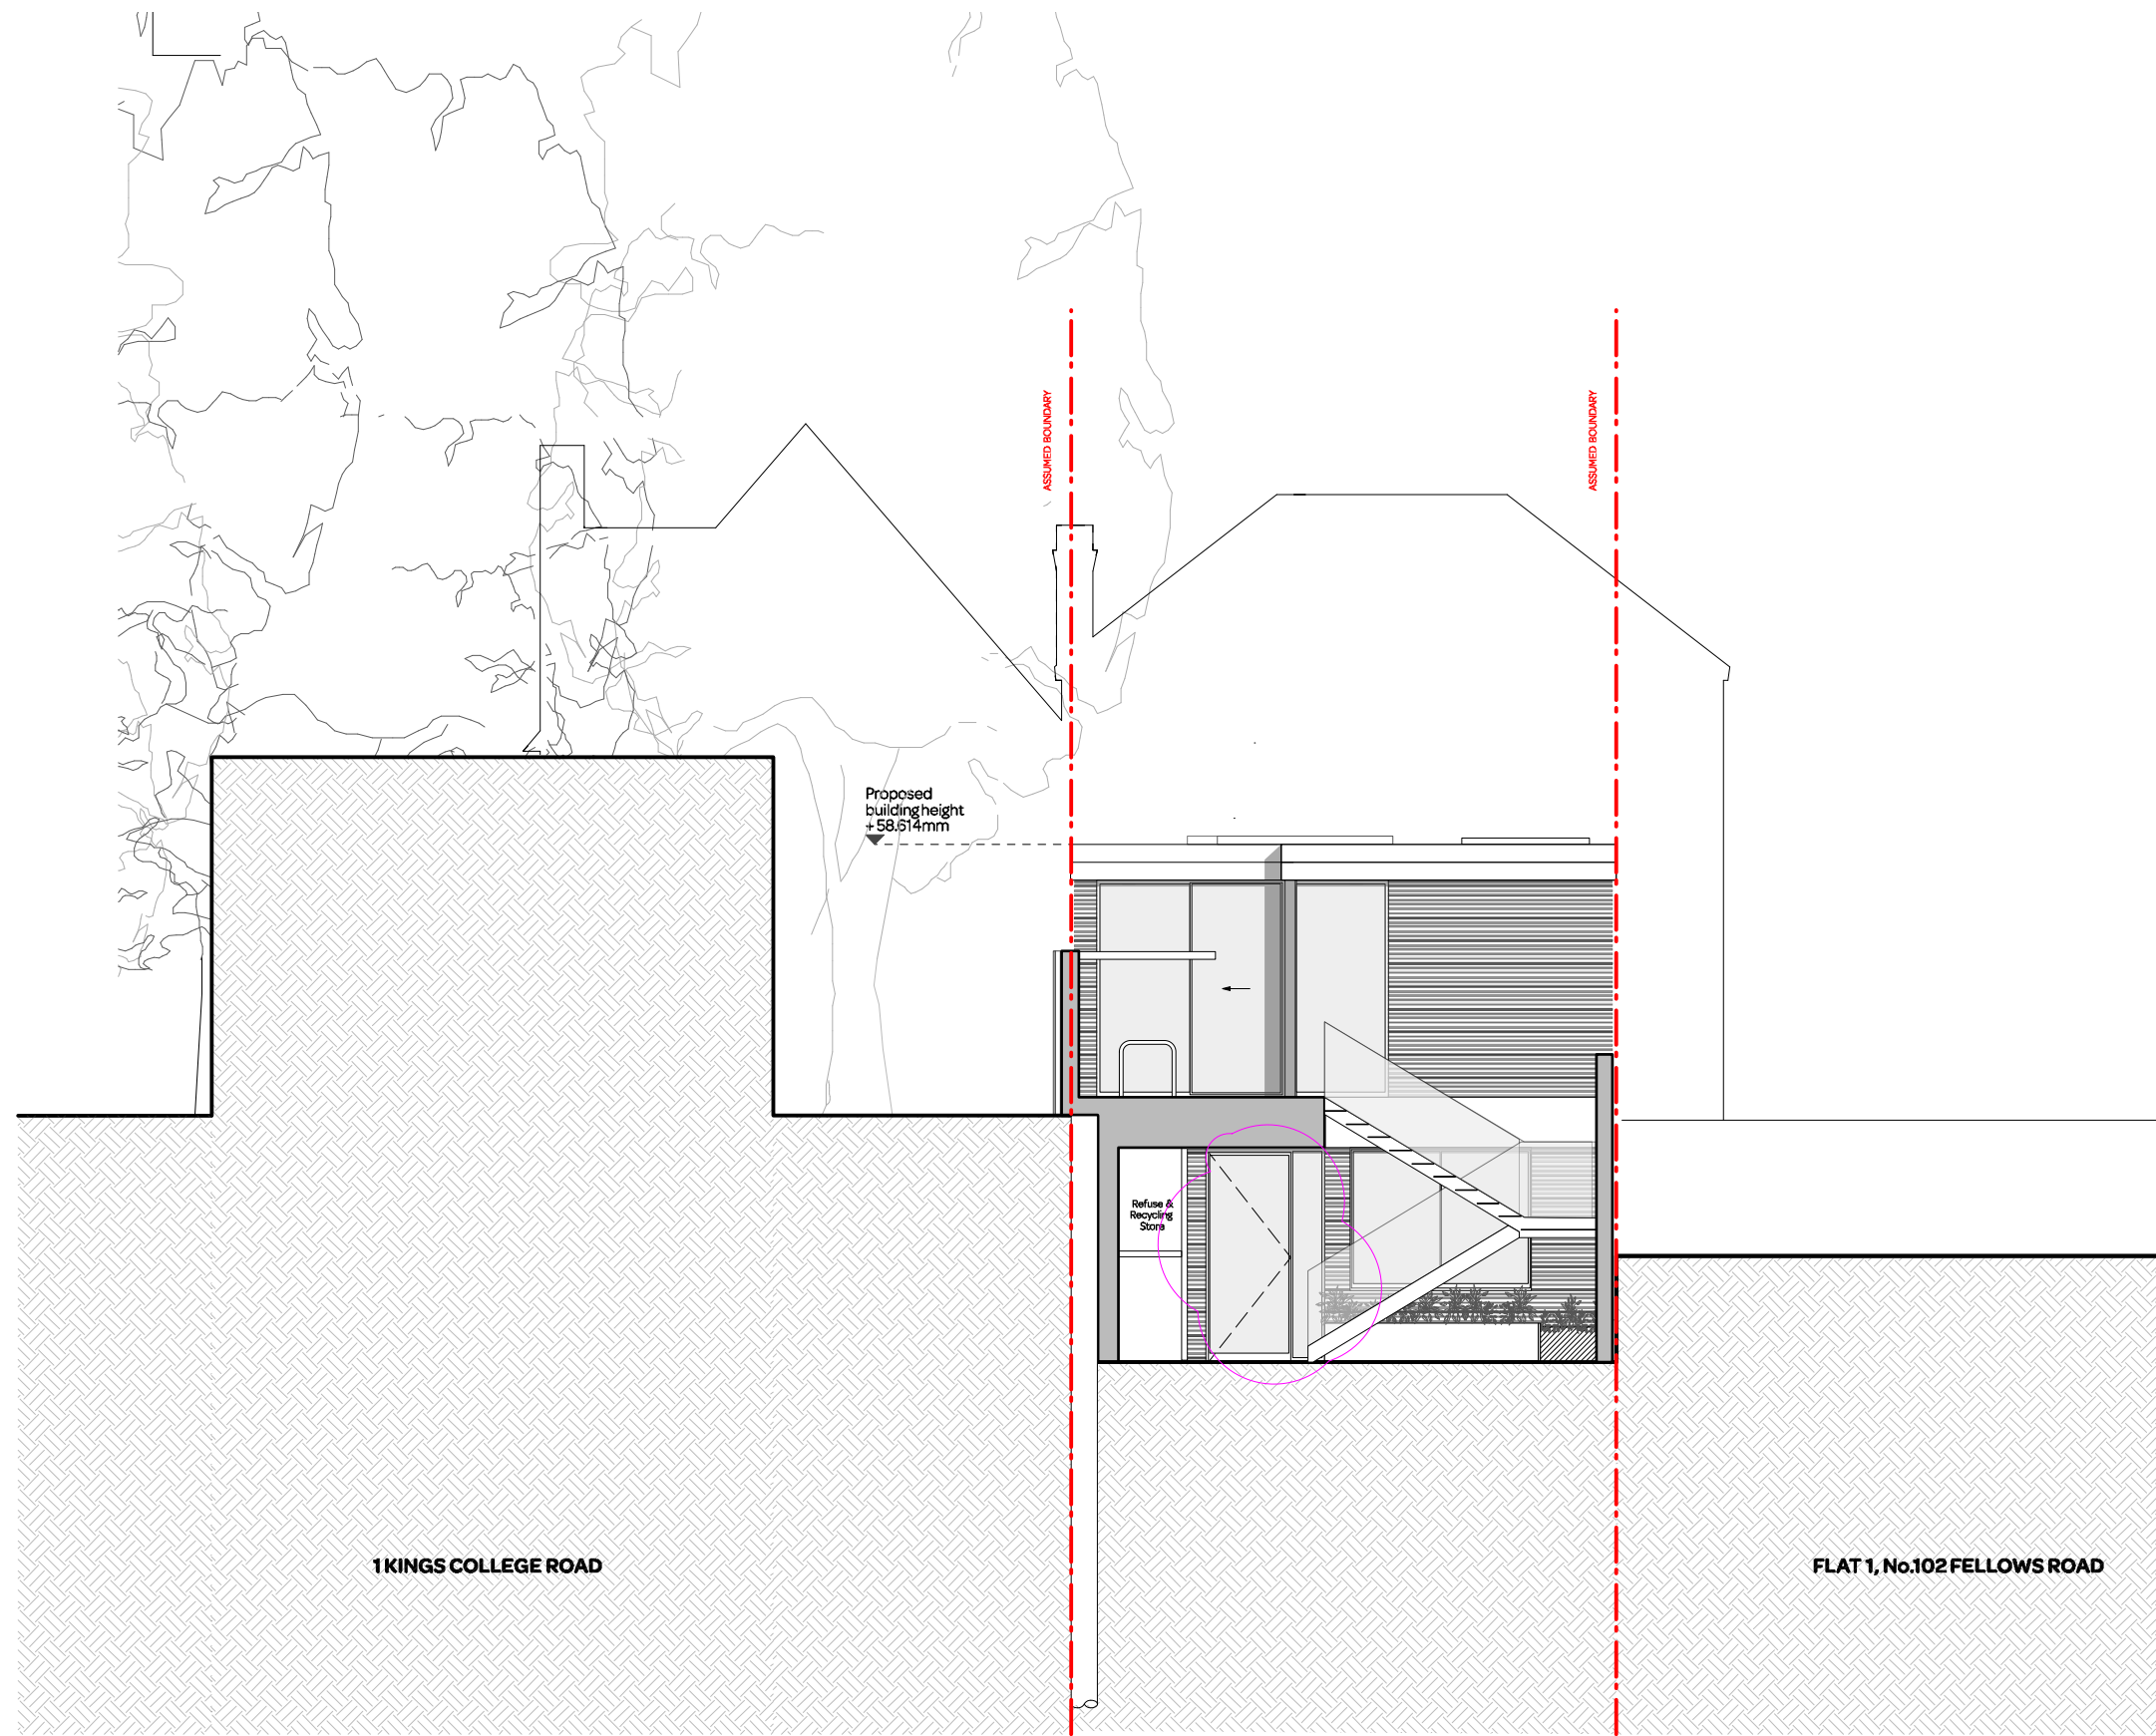 ASSUMED BOUNDARY
ASSUMED BOUNDARY
Proposed
building height
+58.614mm
Refuse &
Recycling
Store
1 KINGS COLLEGE ROAD
FLAT 1, No.102 FELLOWS ROAD